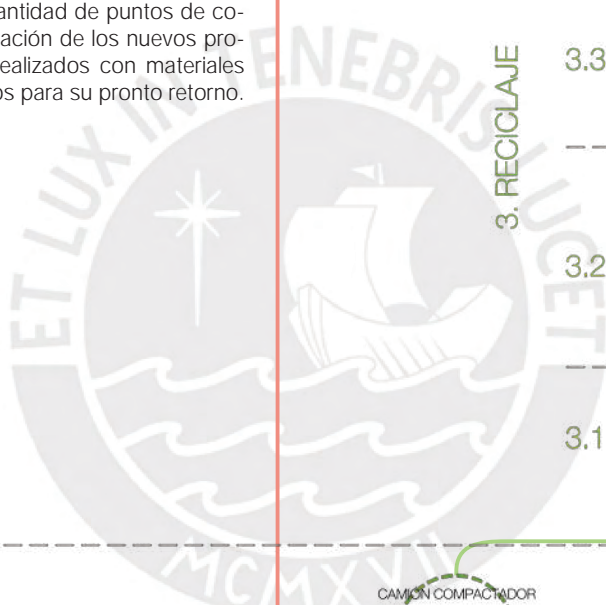 antidad de puntos de co-
ación de los nuevos pro-
ealizados con materiales
os para su pronto retorno.
3. RECICLAJE
3.3
3.2
3.1
CAMIÓN COMPACTADOR
ET LUX IN TENEBRIS LUCET
MCMXVII